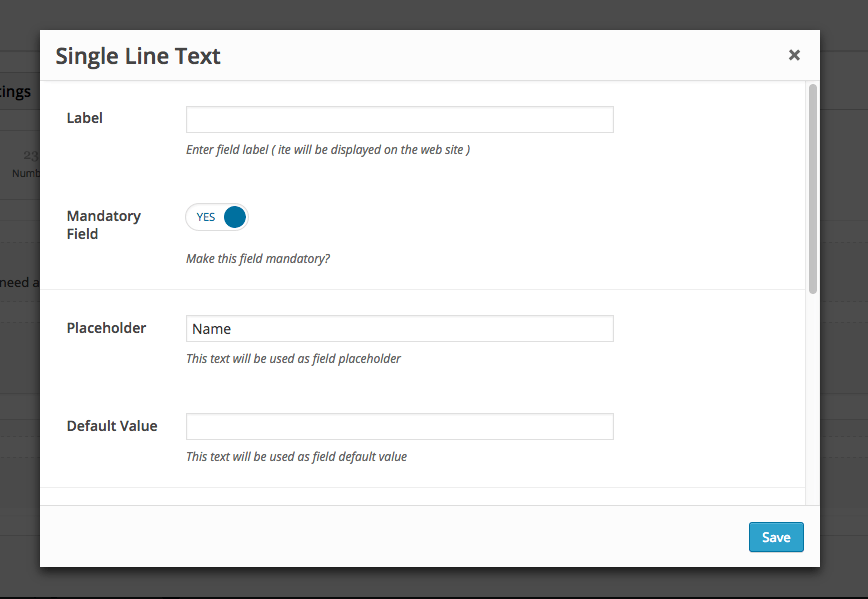 Single Line Text
×
tings
Label
Enter field label ( ite will be displayed on the web site )
23
Numb
Mandatory
Field
YES
Make this field mandatory?
need a
Placeholder
Name
This text will be used as field placeholder
Default Value
This text will be used as field default value
Save